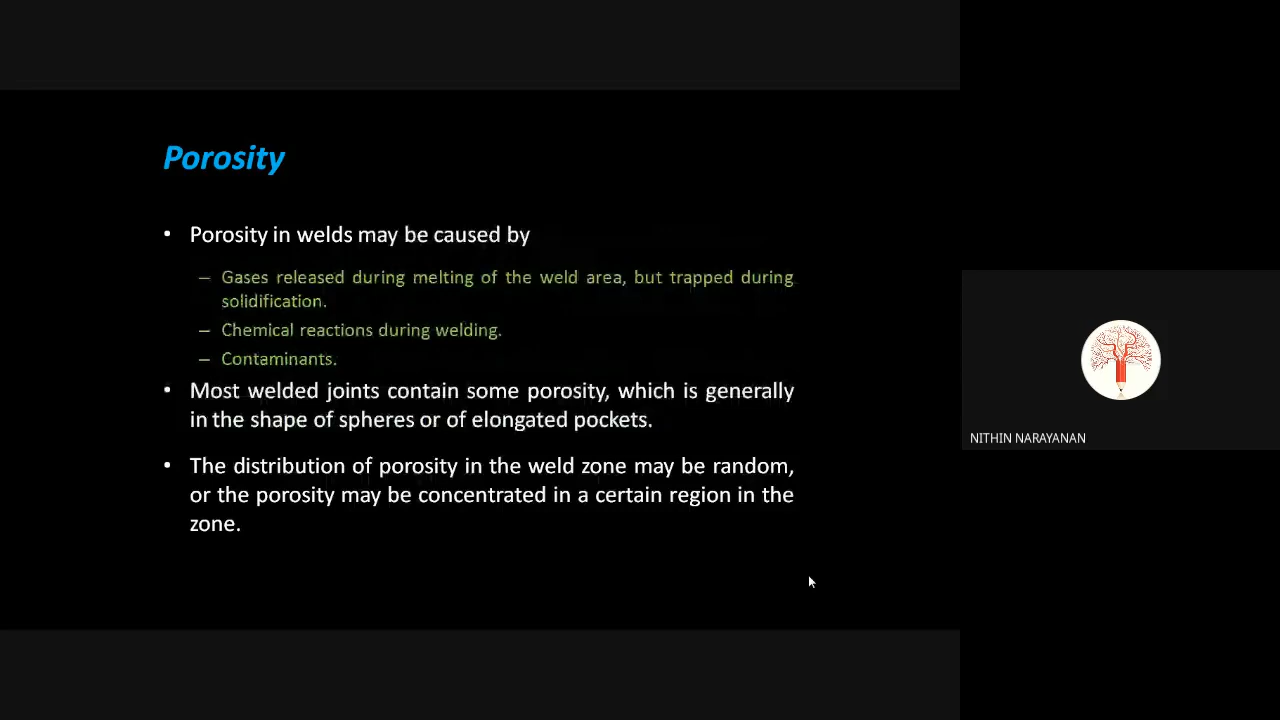 Porosity
• Porosity in welds may be caused by
– Gases released during melting of the weld area, but trapped during
solidification.
– Chemical reactions during welding.
– Contaminants.
• Most welded joints contain some porosity, which is generally
in the shape of spheres or of elongated pockets.
• The distribution of porosity in the weld zone may be random,
or the porosity may be concentrated in a certain region in the
zone.
NITHIN NARAYANAN